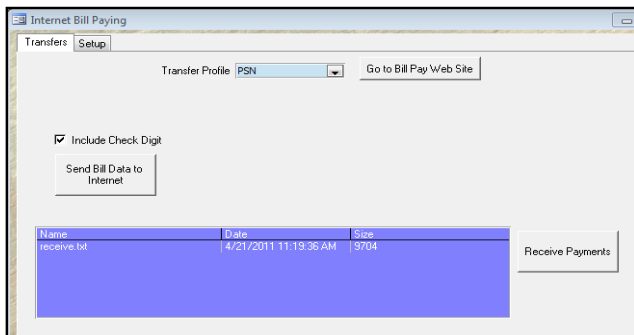 Internet Bill Paying
Transfers Setup
Transfer Profile PSN Go to Bill Pay Web Site
Include Check Digit
Send Bill Data to
Internet
Name Date Size
receive.txt 4/21/2011 11:19:36 AM 9704
Receive Payments